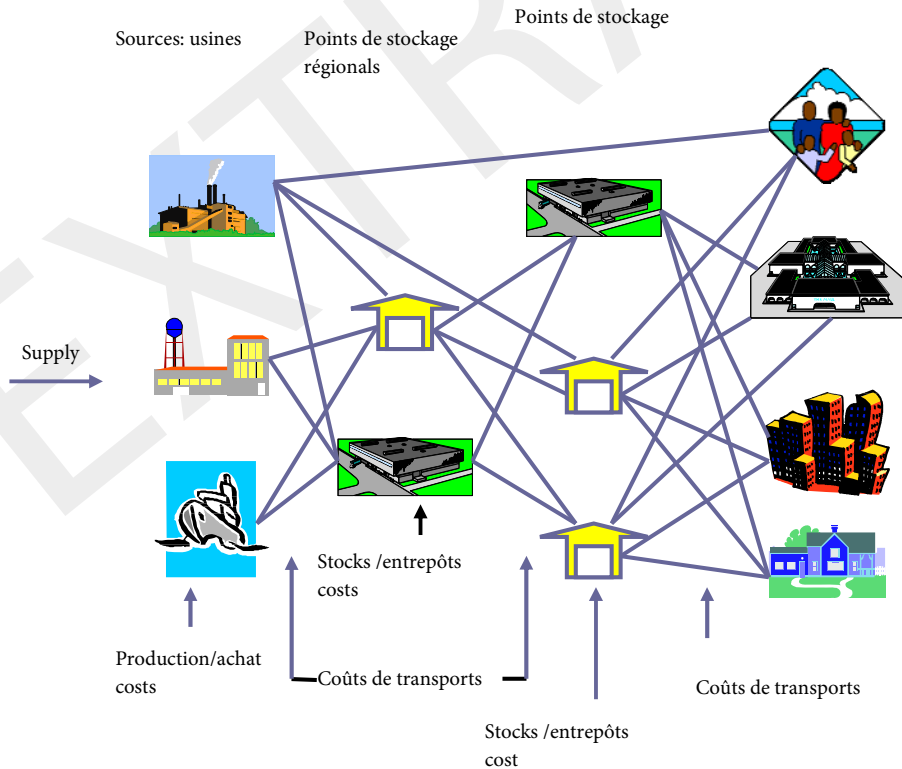 Points de stockage
Sources: usines
Points de stockage
régionals
Supply
Stocks /entrepôts
costs
Production/achat
costs
Coûts de transports
Coûts de transports
Stocks /entrepôts
cost
EXTRA